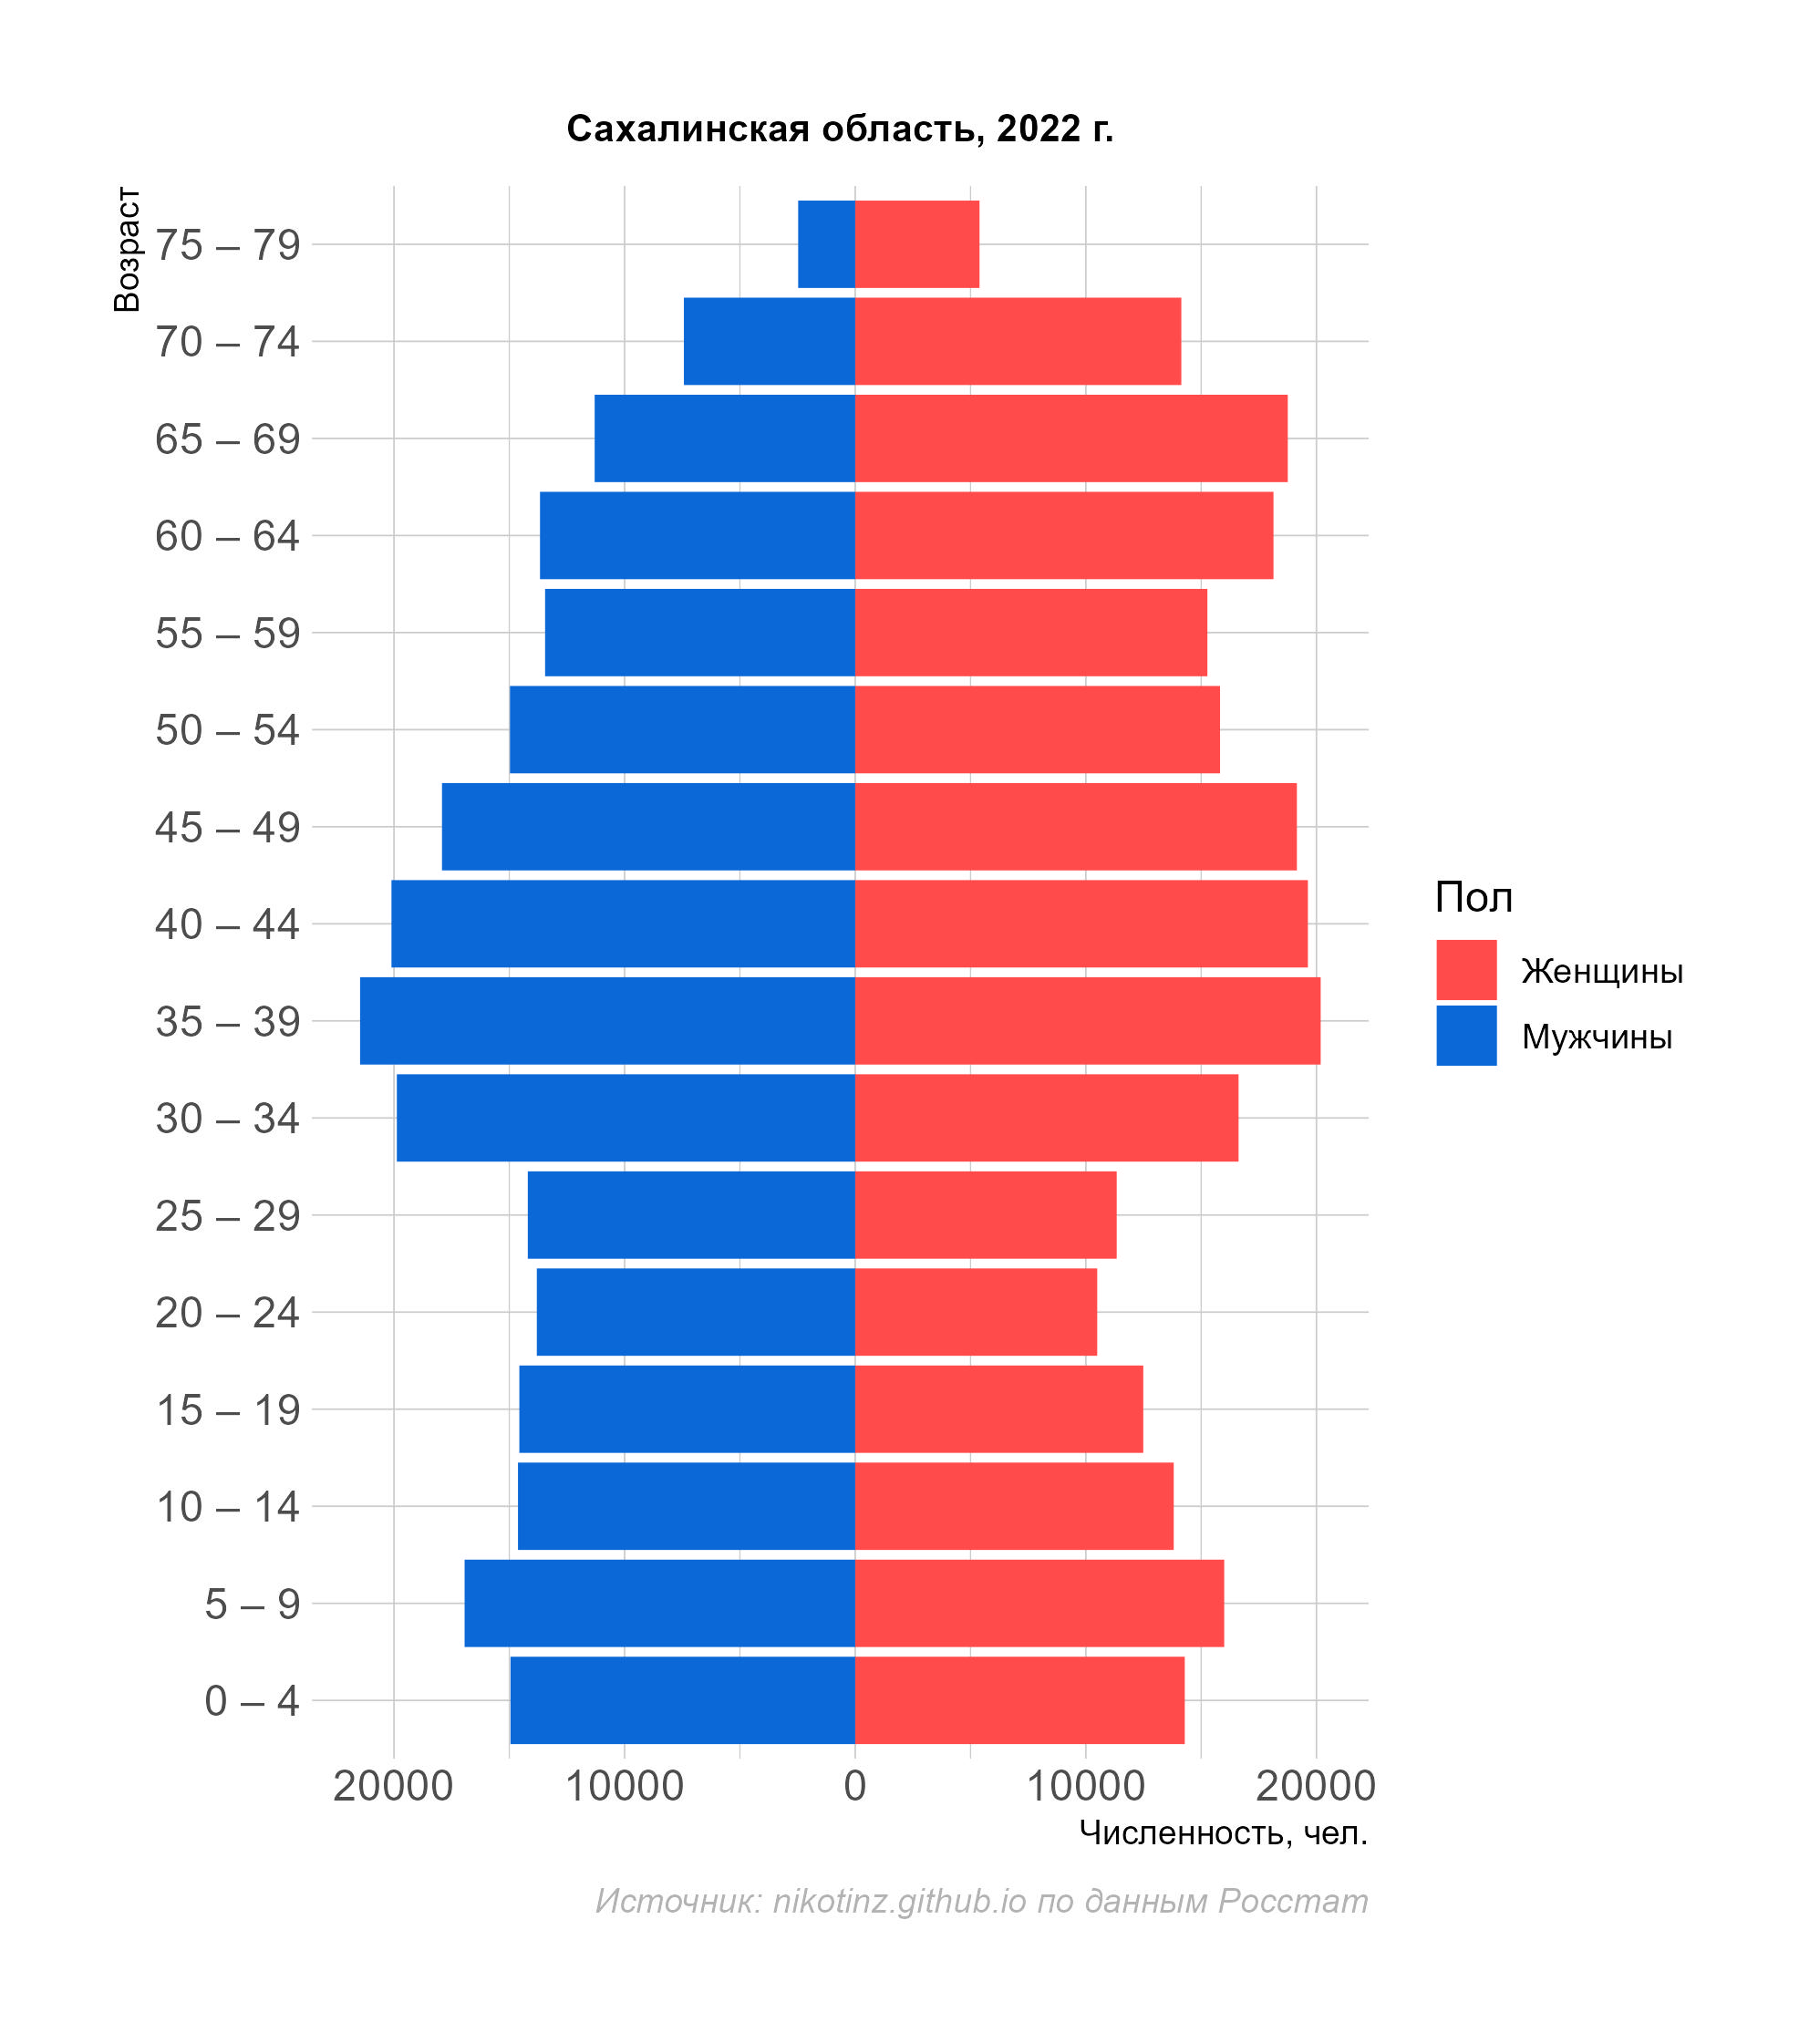 Сахалинская область, 2022 г.
Возраст
75 – 79
70 – 74
65 – 69
60 – 64
55 – 59
50 – 54
45 – 49
40 – 44
35 – 39
30 – 34
25 – 29
20 – 24
15 – 19
10 – 14
5 – 9
0 – 4
20000 10000 0 10000 20000
Численность, чел.
Пол
Женщины
Мужчины
Источник: nikotinz.github.io по данным Росстат